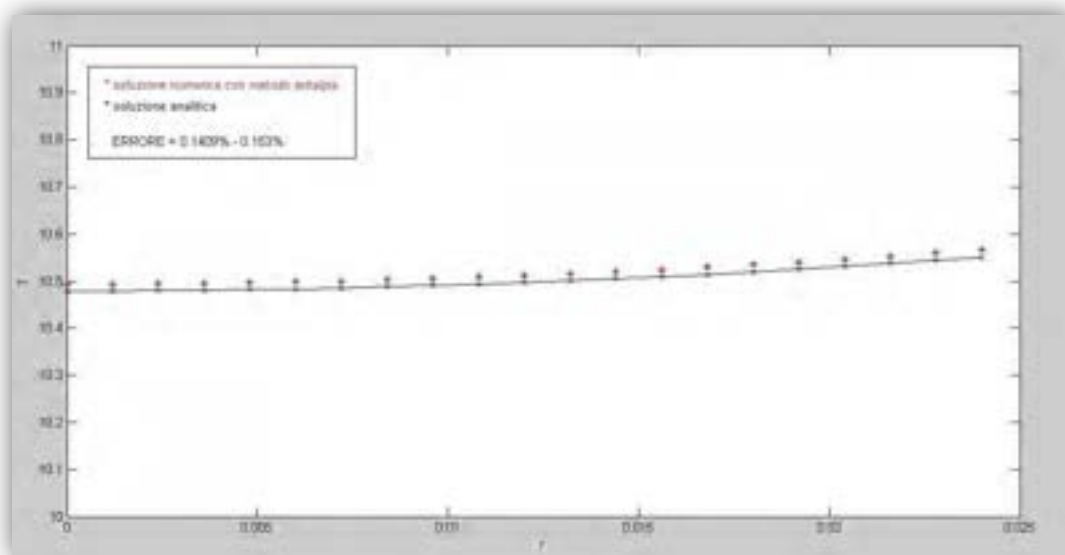 11
* soluzione numerica con metodo entalpia
* soluzione analitica
ERRORE = 0.1409% - 0.153%
10.9
10.8
10.7
10.6
10.5
T
10.4
10.3
10.2
10.1
10
0 0.005 0.01 0.015 0.02 0.025
r